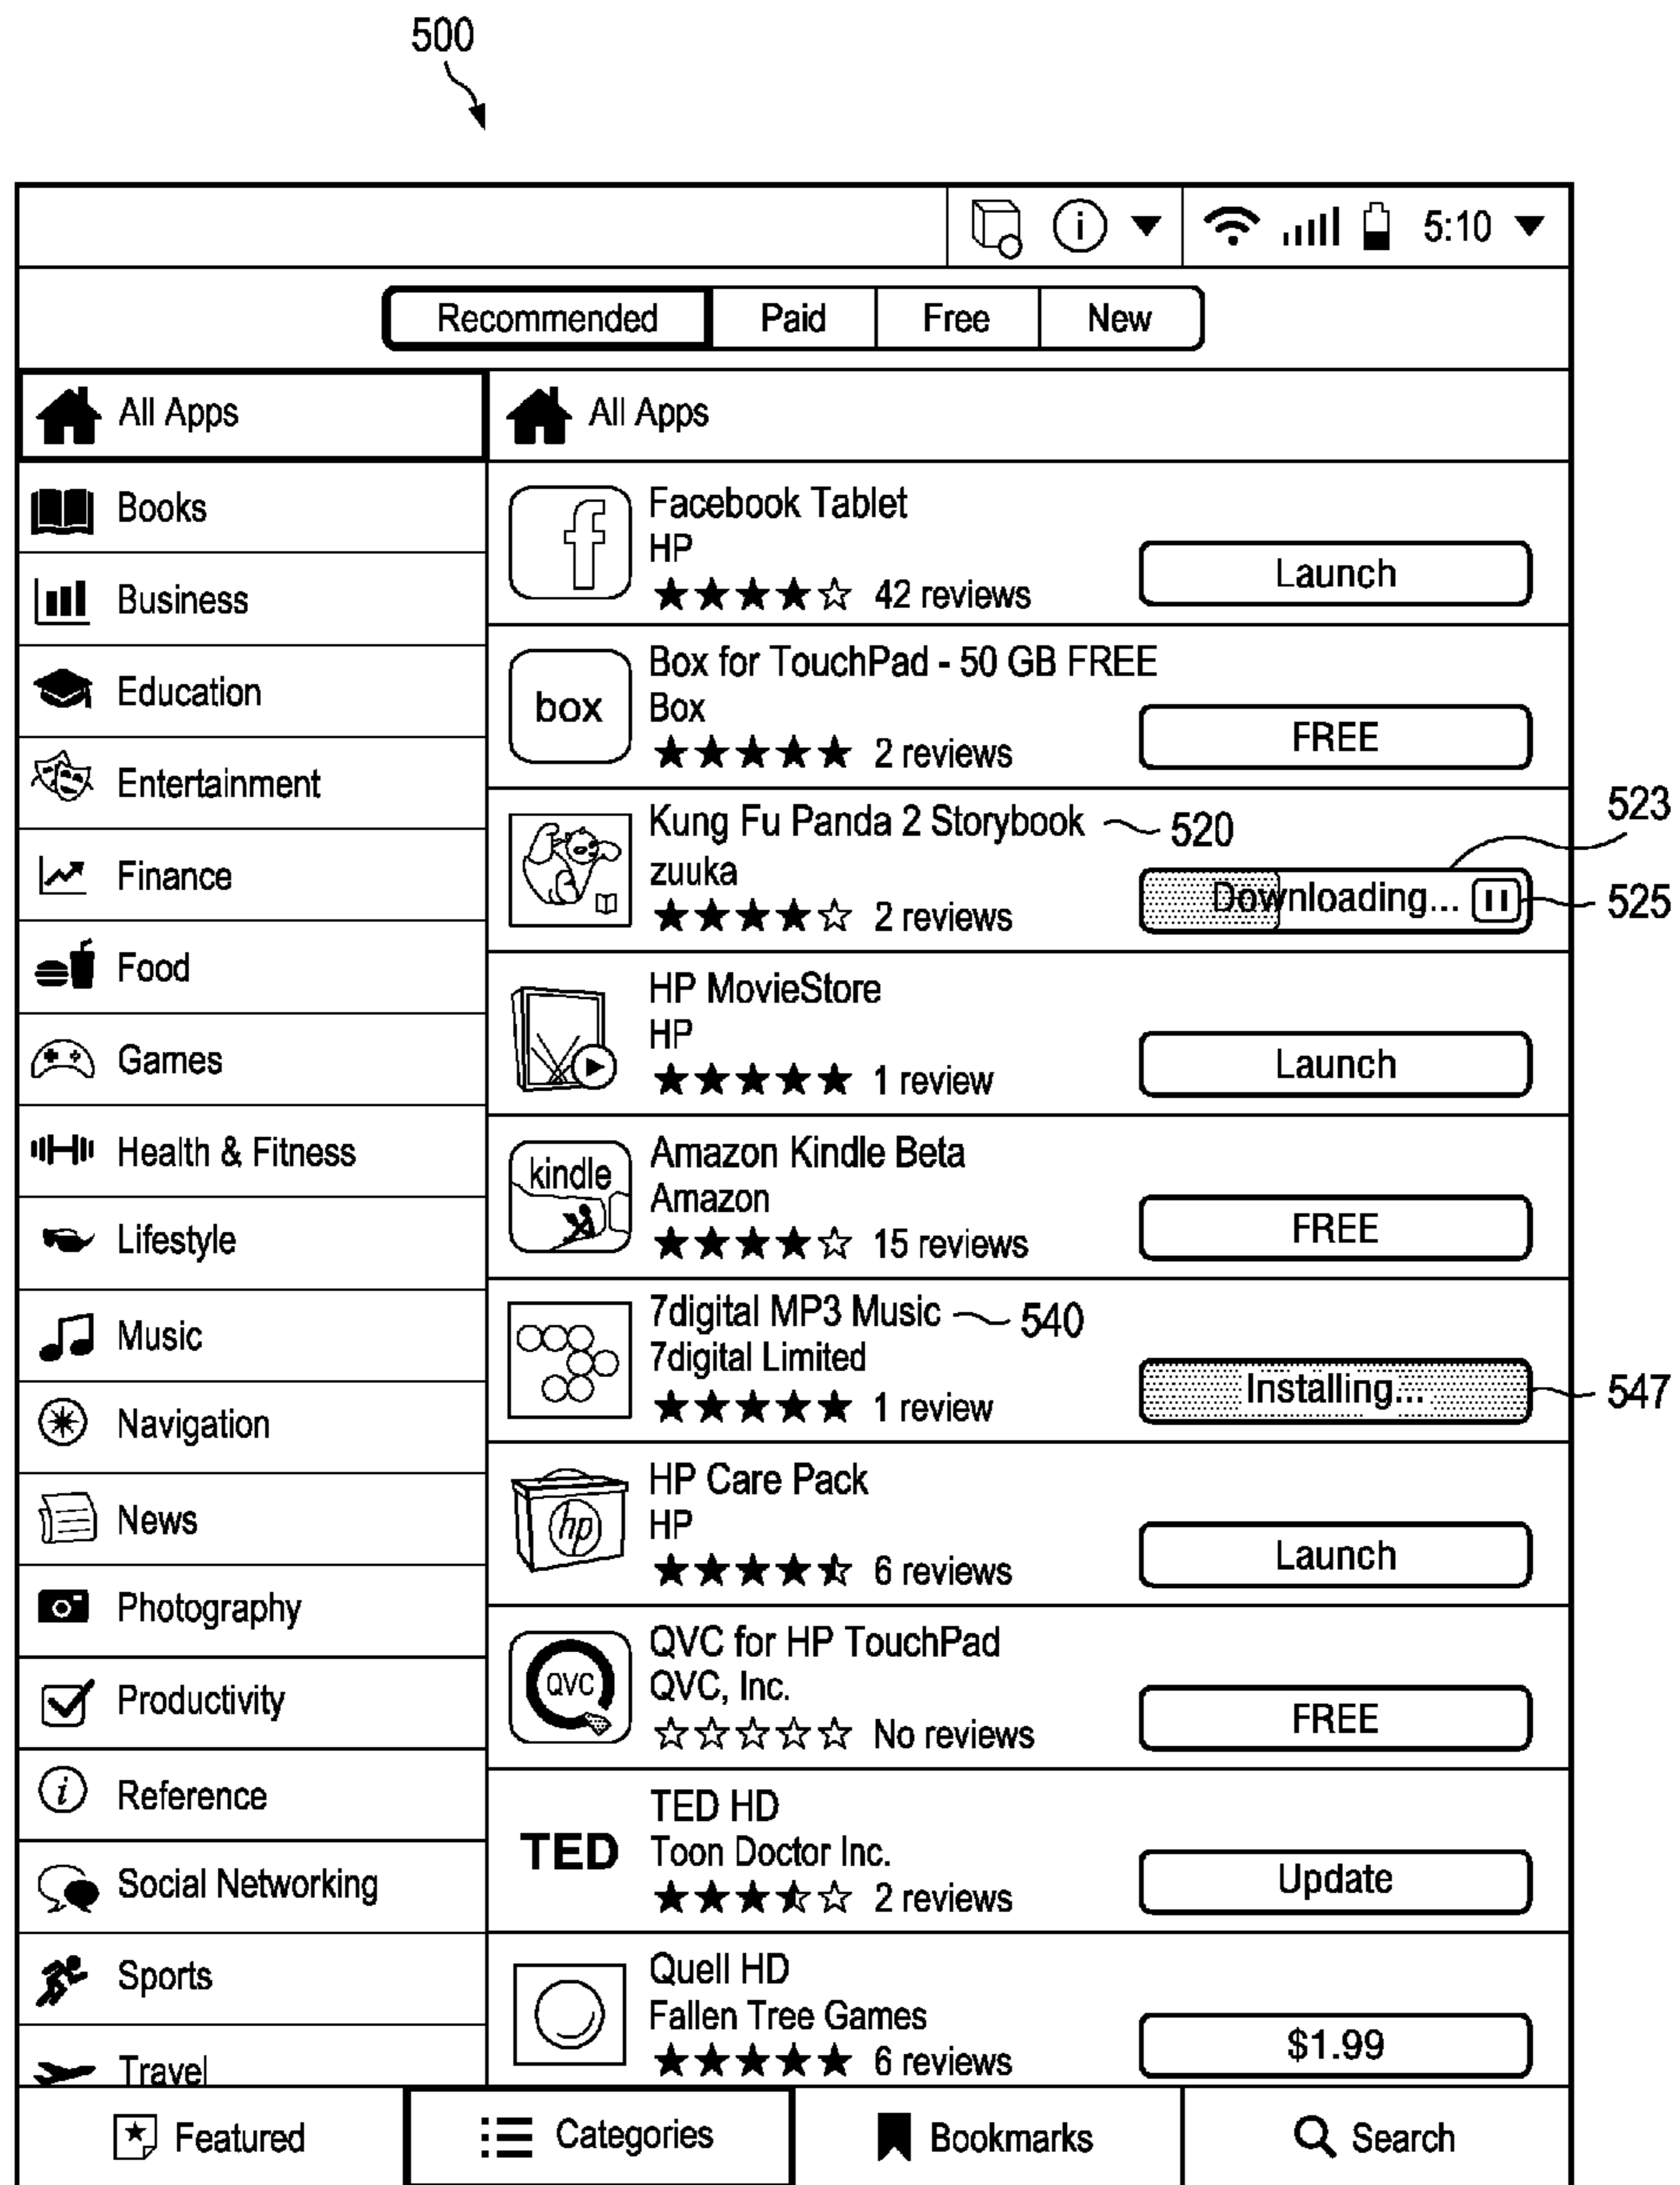 500
i
5:10
Recommended Paid Free New
All Apps
Books
Business
Education
Entertainment
Finance
Food
Games
Health & Fitness
Lifestyle
Music
Navigation
News
Photography
Productivity
i
Reference
Social Networking
Sports
Travel
All Apps
f
Facebook Tablet
HP
42 reviews
Launch
box
Box for TouchPad - 50 GB FREE
Box
2 reviews
FREE
Kung Fu Panda 2 Storybook 520
zuuka
2 reviews
Downloading...
523
525
HP MovieStore
HP
1 review
Launch
kindle
Amazon Kindle Beta
Amazon
15 reviews
FREE
7digital MP3 Music 540
7digital Limited
1 review
Installing...
547
hp
HP Care Pack
HP
6 reviews
Launch
QVC
QVC for HP TouchPad
QVC, Inc.
No reviews
FREE
TED
TED HD
Toon Doctor Inc.
2 reviews
Update
Quell HD
Fallen Tree Games
6 reviews
$1.99
Featured Categories Bookmarks Search